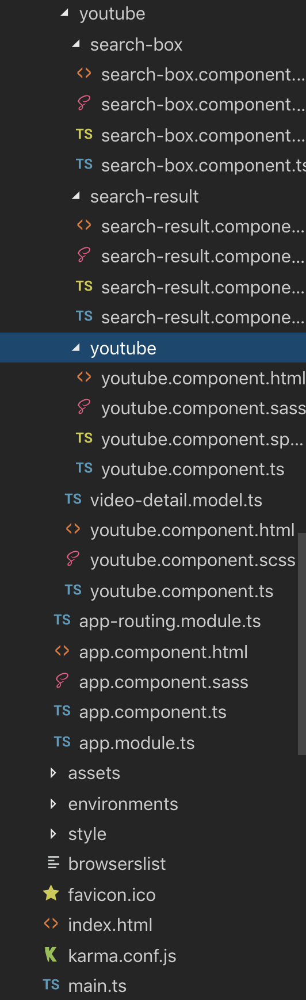 youtube
search-box
<> search-box.component...
search-box.component...
TS search-box.component...
TS search-box.component.ts
search-result
<> search-result.compone...
search-result.compone...
TS search-result.compone...
TS search-result.compone...
youtube
<> youtube.component.html
youtube.component.sass
TS youtube.component.sp...
TS youtube.component.ts
TS video-detail.model.ts
<> youtube.component.html
youtube.component.scss
TS youtube.component.ts
TS app-routing.module.ts
<> app.component.html
app.component.sass
TS app.component.ts
TS app.module.ts
assets
environments
style
browserslist
favicon.ico
<> index.html
K karma.conf.js
TS main.ts